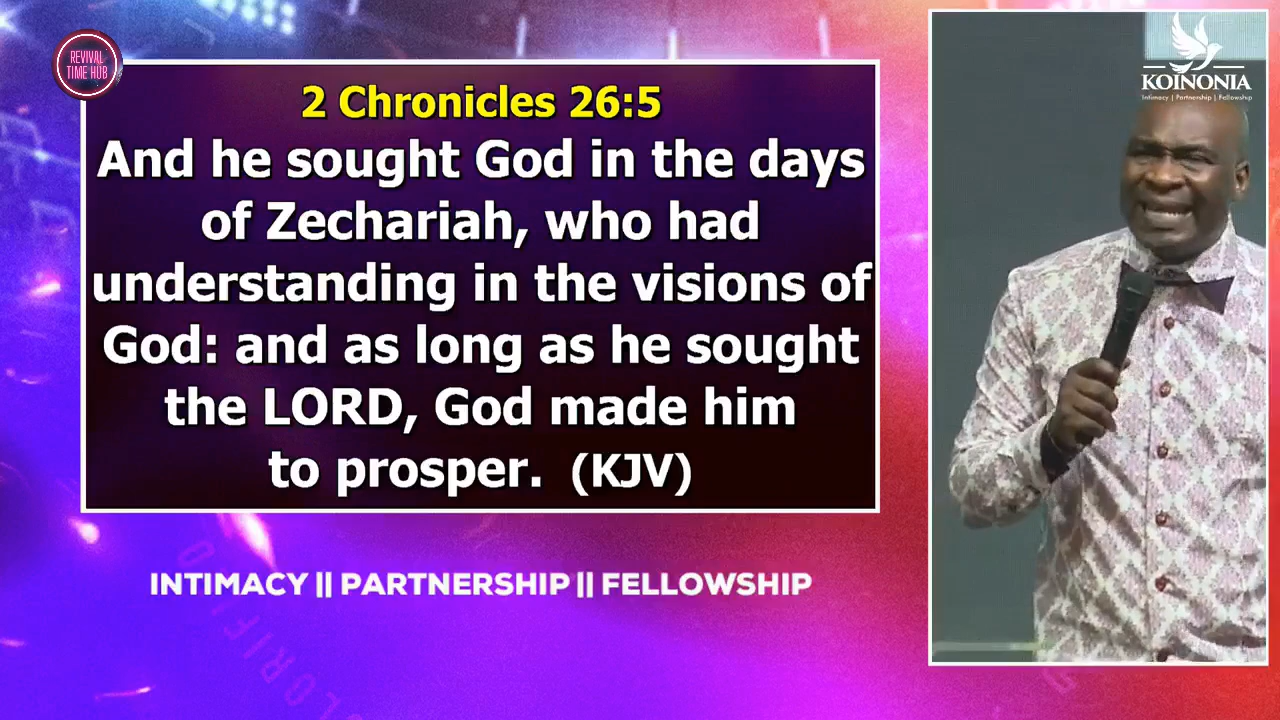 REVIVAL
TIME HUB
2 Chronicles 26:5
And he sought God in the days
of Zechariah, who had
understanding in the visions of
God: and as long as he sought
the LORD, God made him
to prosper. (KJV)
INTIMACY || PARTNERSHIP || FELLOWSHIP
KOINONIA
Intimacy | Partnership | Fellowship